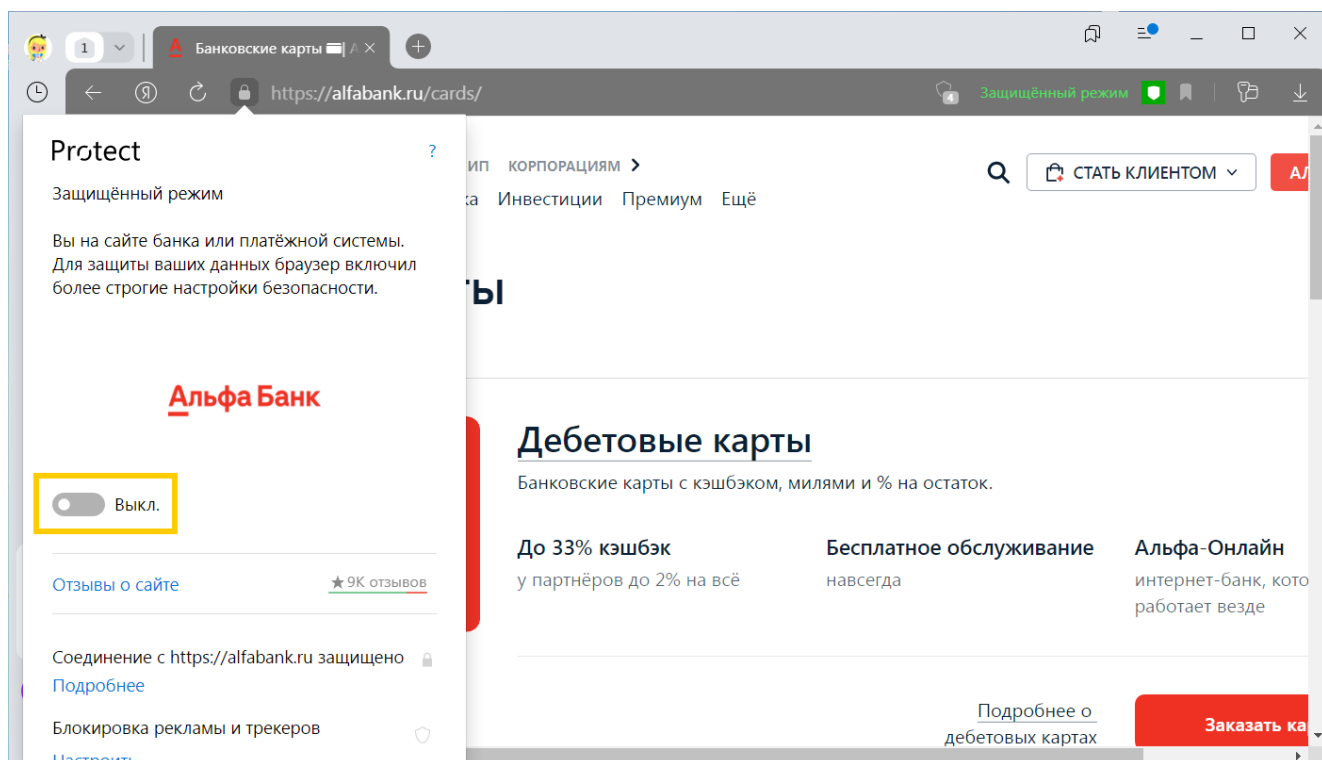 1
Банковские карты
https://alfabank.ru/cards/
4
Защищённый режим
Protect
?
Защищённый режим
Вы на сайте банка или платёжной системы.
Для защиты ваших данных браузер включил
более строгие настройки безопасности.
Альфа Банк
Выкл.
Отзывы о сайте
9K отзывов
Соединение с https://alfabank.ru защищено
Подробнее
Блокировка рекламы и трекеров
Настроить
ИП КОРПОРАЦИЯМ
СТАТЬ КЛИЕНТОМ
Инвестиции Премиум Ещё
Дебетовые карты
Банковские карты с кэшбэком, милями и % на остаток.
До 33% кэшбэк
у партнёров до 2% на всё
Бесплатное обслуживание
навсегда
Альфа-Онлайн
интернет-банк, кото
работает везде
Подробнее о
дебетовых картах
Заказать ка